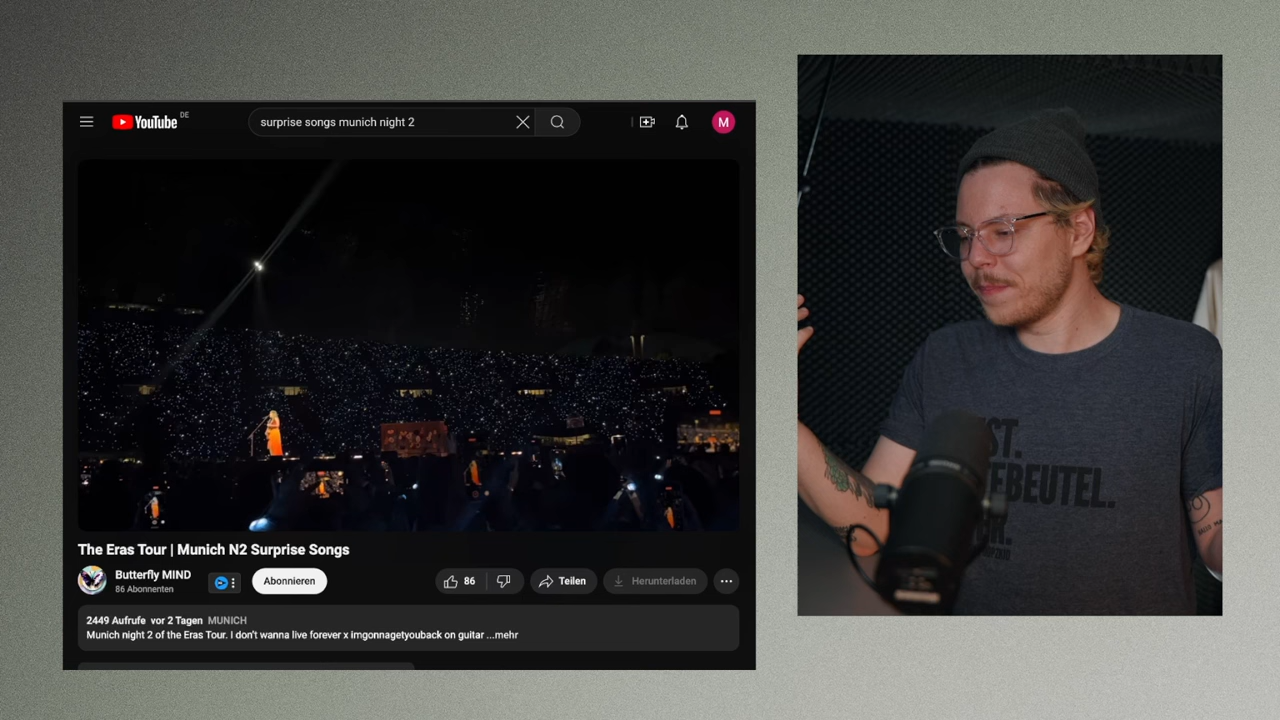 YouTube DE
surprise songs munich night 2
M
The Eras Tour | Munich N2 Surprise Songs
Butterfly MIND
86 Abonnenten
Abonnieren
86
Teilen
Herunterladen
2449 Aufrufe vor 2 Tagen MUNICH
Munich night 2 of the Eras Tour. I don't wanna live forever x imgonnagetyouback on guitar ...mehr
ST.
EBEUTEL.